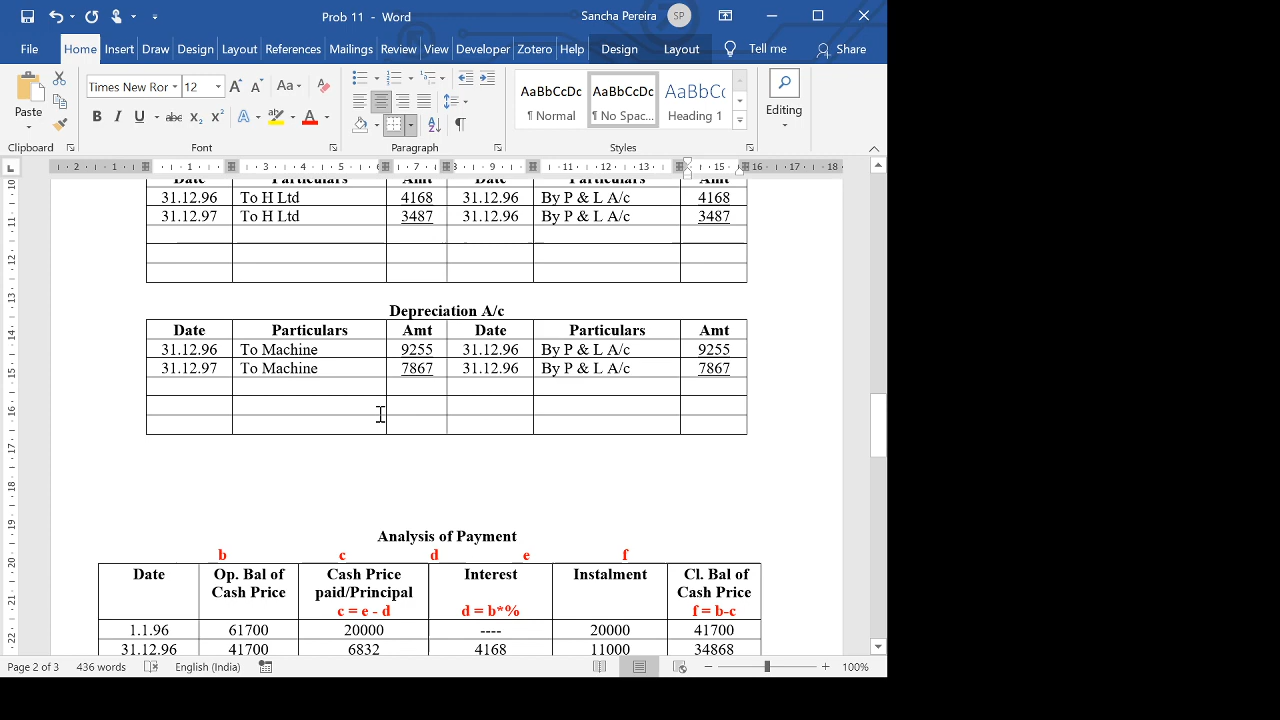 Prob 11 - Word
Sancha Pereira SP
File Home Insert Draw Design Layout References Mailings Review View Developer Zotero Help Design Layout Tell me Share
Times New Ror 12
AaBbCcDc AaBbCcDc AaBbCc
Paste
¶ Normal ¶ No Spac... Heading 1
Editing
Clipboard Font Paragraph Styles
Date Particulars Amt Date Particulars Amt
31.12.96 To H Ltd 4168 31.12.96 By P & L A/c 4168
31.12.97 To H Ltd 3487 31.12.96 By P & L A/c 3487
Depreciation A/c
Date Particulars Amt Date Particulars Amt
31.12.96 To Machine 9255 31.12.96 By P & L A/c 9255
31.12.97 To Machine 7867 31.12.96 By P & L A/c 7867
Analysis of Payment
b c d e f
Date Op. Bal of Cash Price Interest Instalment Cl. Bal of
Cash Price paid/Principal Cash Price
c = e - d d = b*% f = b-c
1.1.96 61700 20000 ---- 20000 41700
31.12.96 41700 6832 4168 11000 34868
Page 2 of 3 436 words English (India) 100%